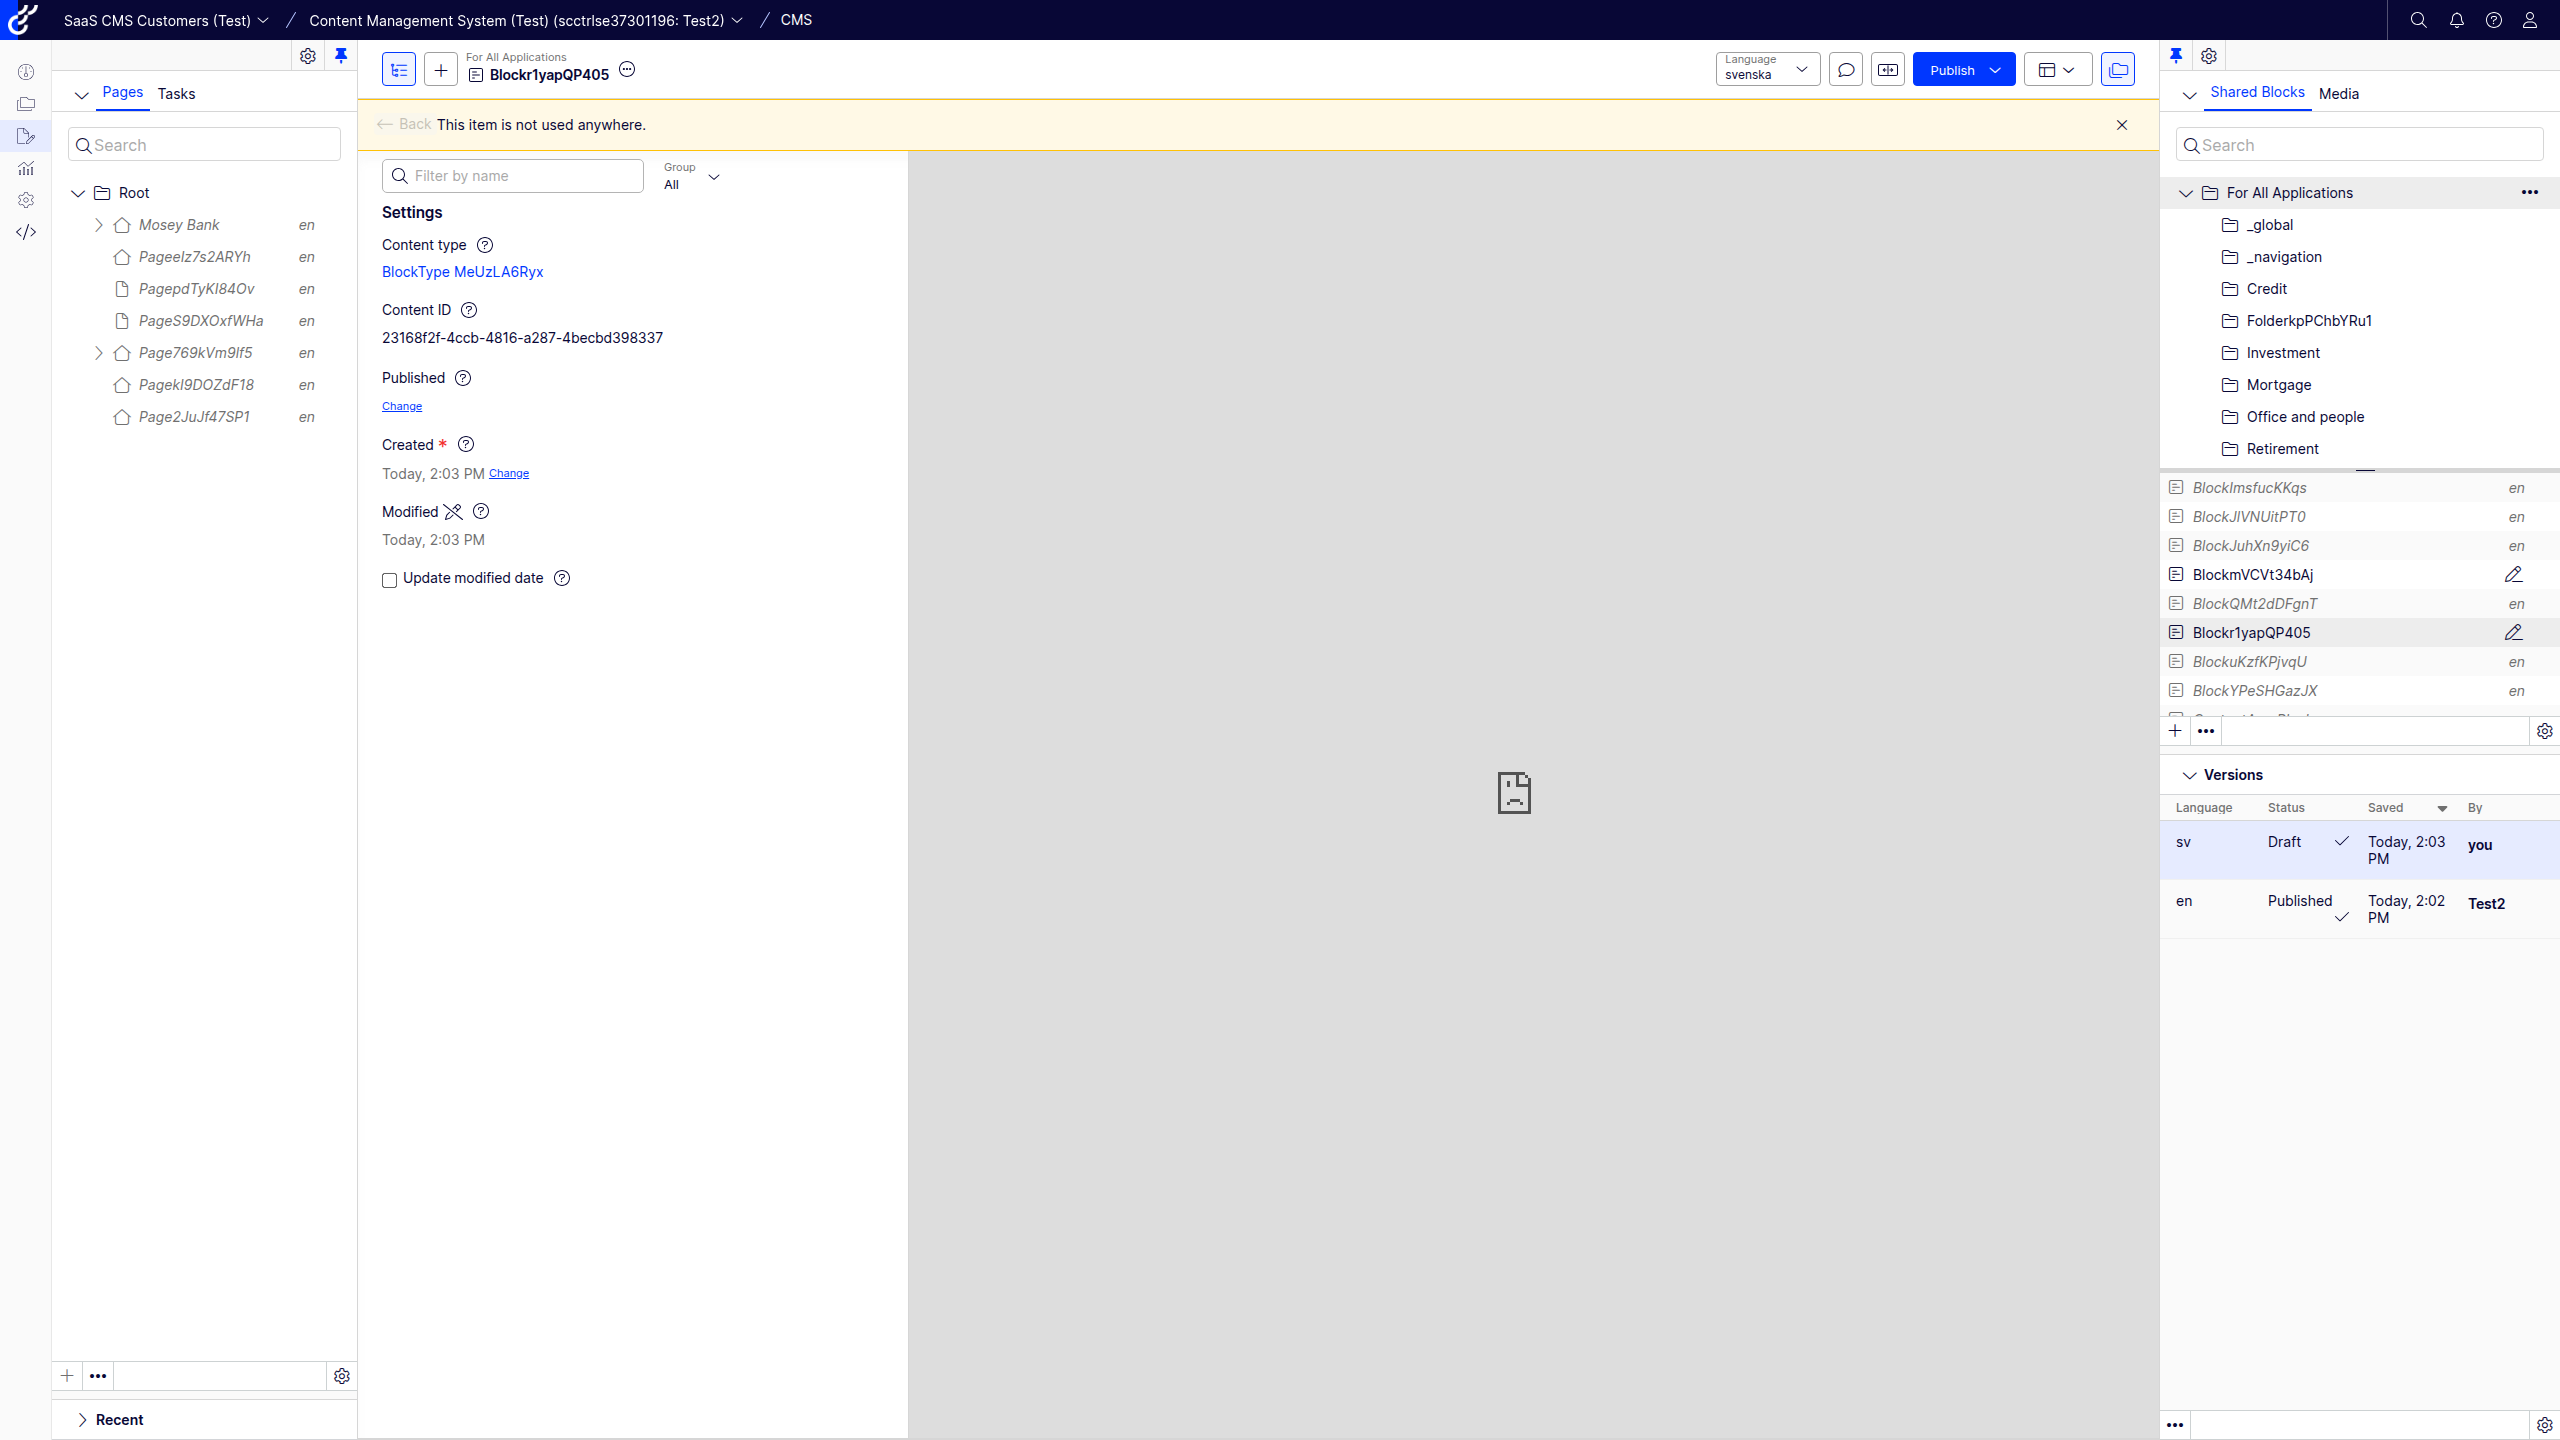 SaaS CMS Customers (Test)
Content Management System (Test) (scctrlse37301196: Test2)
CMS
Pages
Tasks
Search
Root
Mosey Bank en
Pageelz7s2ARYh en
PagepdTyKl84Ov en
PageS9DXOxfWHa en
Page769kVm9lf5 en
Pagekl9DOZdF18 en
Page2JuJf47SP1 en
Recent
For All Applications
Blockr1yapQP405
Language
svenska
Publish
Back This item is not used anywhere.
Filter by name
Group
All
Settings
Content type
BlockType MeUzLA6Ryx
Content ID
23168f2f-4ccb-4816-a287-4becbd398337
Published
Change
Created *
Today, 2:03 PM Change
Modified
Today, 2:03 PM
Update modified date
Shared Blocks
Media
Search
For All Applications
_global
_navigation
Credit
FolderkpPChbYRu1
Investment
Mortgage
Office and people
Retirement
BlocklmsfucKKqs en
BlockJlVNUitPT0 en
BlockJuhXn9yiC6 en
BlockmVCVt34bAj
BlockQMt2dDFgnT en
Blockr1yapQP405
BlockuKzfKPjvqU en
BlockYPeSHGazJX en
Versions
Language Status Saved By
sv Draft Today, 2:03 PM you
en Published Today, 2:02 PM Test2